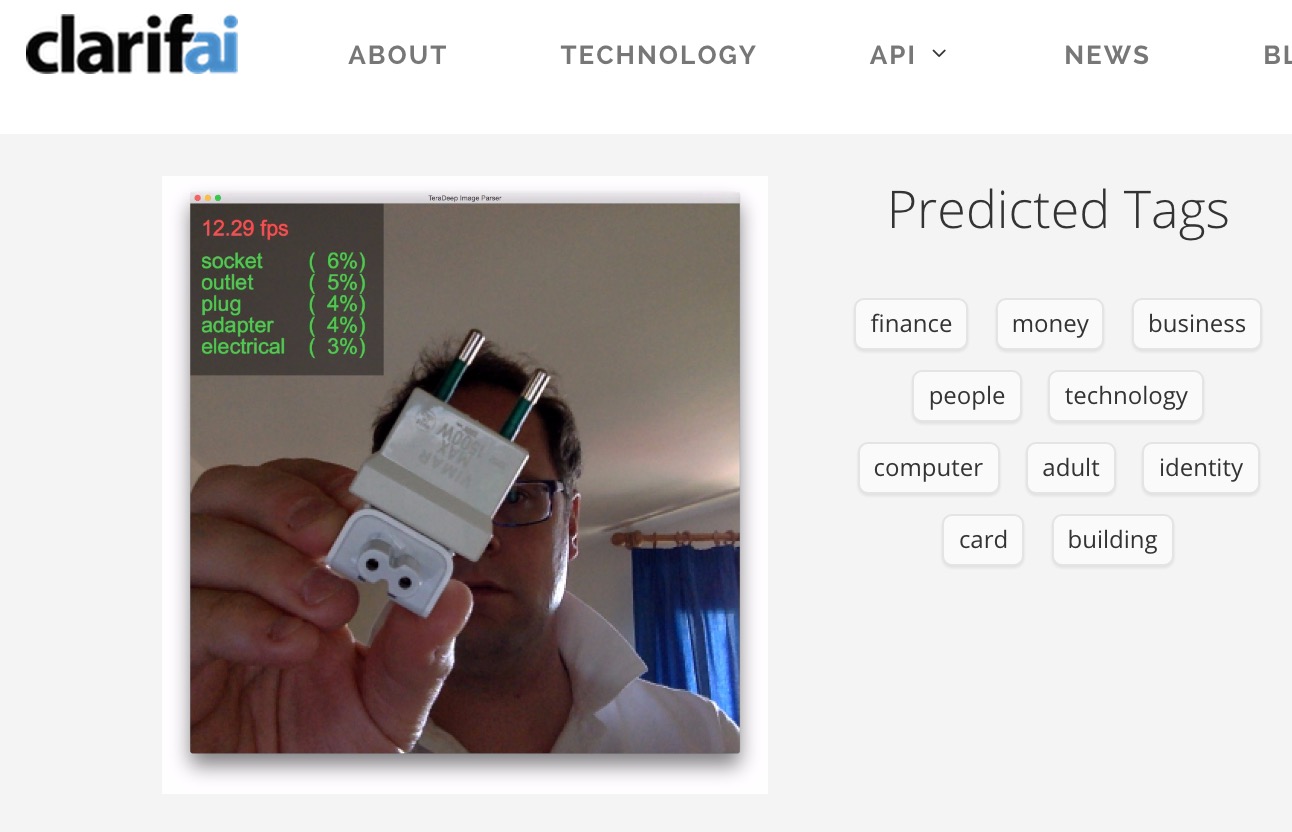 clarifai
ABOUT TECHNOLOGY API NEWS BL
TeraDeep Image Parser
12.29 fps
socket ( 6%)
outlet ( 5%)
plug ( 4%)
adapter ( 4%)
electrical ( 3%)
VIMAR
MAX
1500W
Predicted Tags
finance money business
people technology
computer adult identity
card building